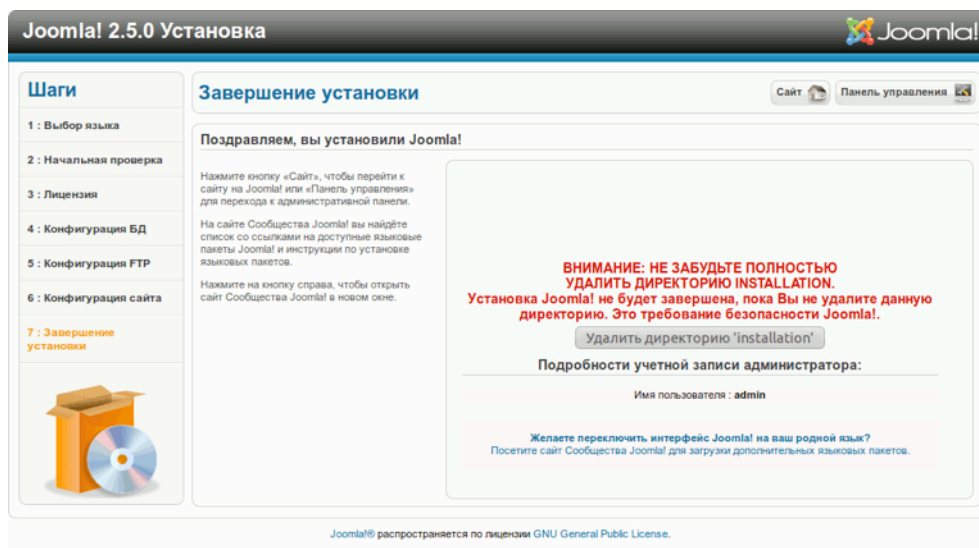 Joomla! 2.5.0 Установка
Joomla!
Шаги
1 : Выбор языка
2 : Начальная проверка
3 : Лицензия
4 : Конфигурация БД
5 : Конфигурация FTP
6 : Конфигурация сайта
7 : Завершение
установки
Завершение установки
Сайт
Панель управления
Поздравляем, вы установили Joomla!
Нажмите кнопку «Сайт», чтобы перейти к
сайту на Joomla! или «Панель управления»
для перехода к административной панели.
На сайте Сообщества Joomla! вы найдёте
список со ссылками на доступные языковые
пакеты Joomla! и инструкции по установке
языковых пакетов.
Нажмите на кнопку справа, чтобы открыть
сайт Сообщества Joomla! в новом окне.
ВНИМАНИЕ: НЕ ЗАБУДЬТЕ ПОЛНОСТЬЮ
УДАЛИТЬ ДИРЕКТОРИЮ INSTALLATION.
Установка Joomla! не будет завершена, пока Вы не удалите данную
директорию. Это требование безопасности Joomla!.
Удалить директорию 'installation'
Подробности учетной записи администратора:
Имя пользователя : admin
Желаете переключить интерфейс Joomla! на ваш родной язык?
Посетите сайт Сообщества Joomla! для загрузки дополнительных языковых пакетов.
Joomla!® распространяется по лицензии GNU General Public License.